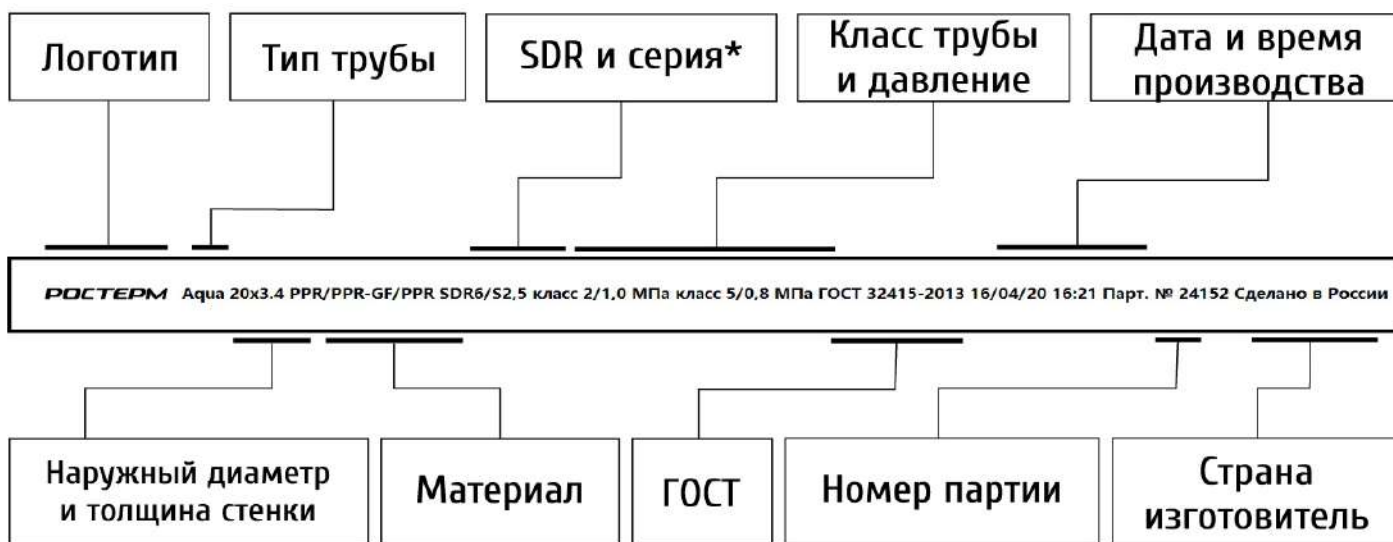 Логотип
Тип трубы
SDR и серия*
Класс трубы
и давление
Дата и время
производства
РОСТЕРМ Aqua 20x3.4 PPR/PPR-GF/PPR SDR6/S2,5 класс 2/1,0 МПа класс 5/0,8 МПа ГОСТ 32415-2013 16/04/20 16:21 Парт. № 24152 Сделано в России
Наружный диаметр
и толщина стенки
Материал
ГОСТ
Номер партии
Страна
изготовитель